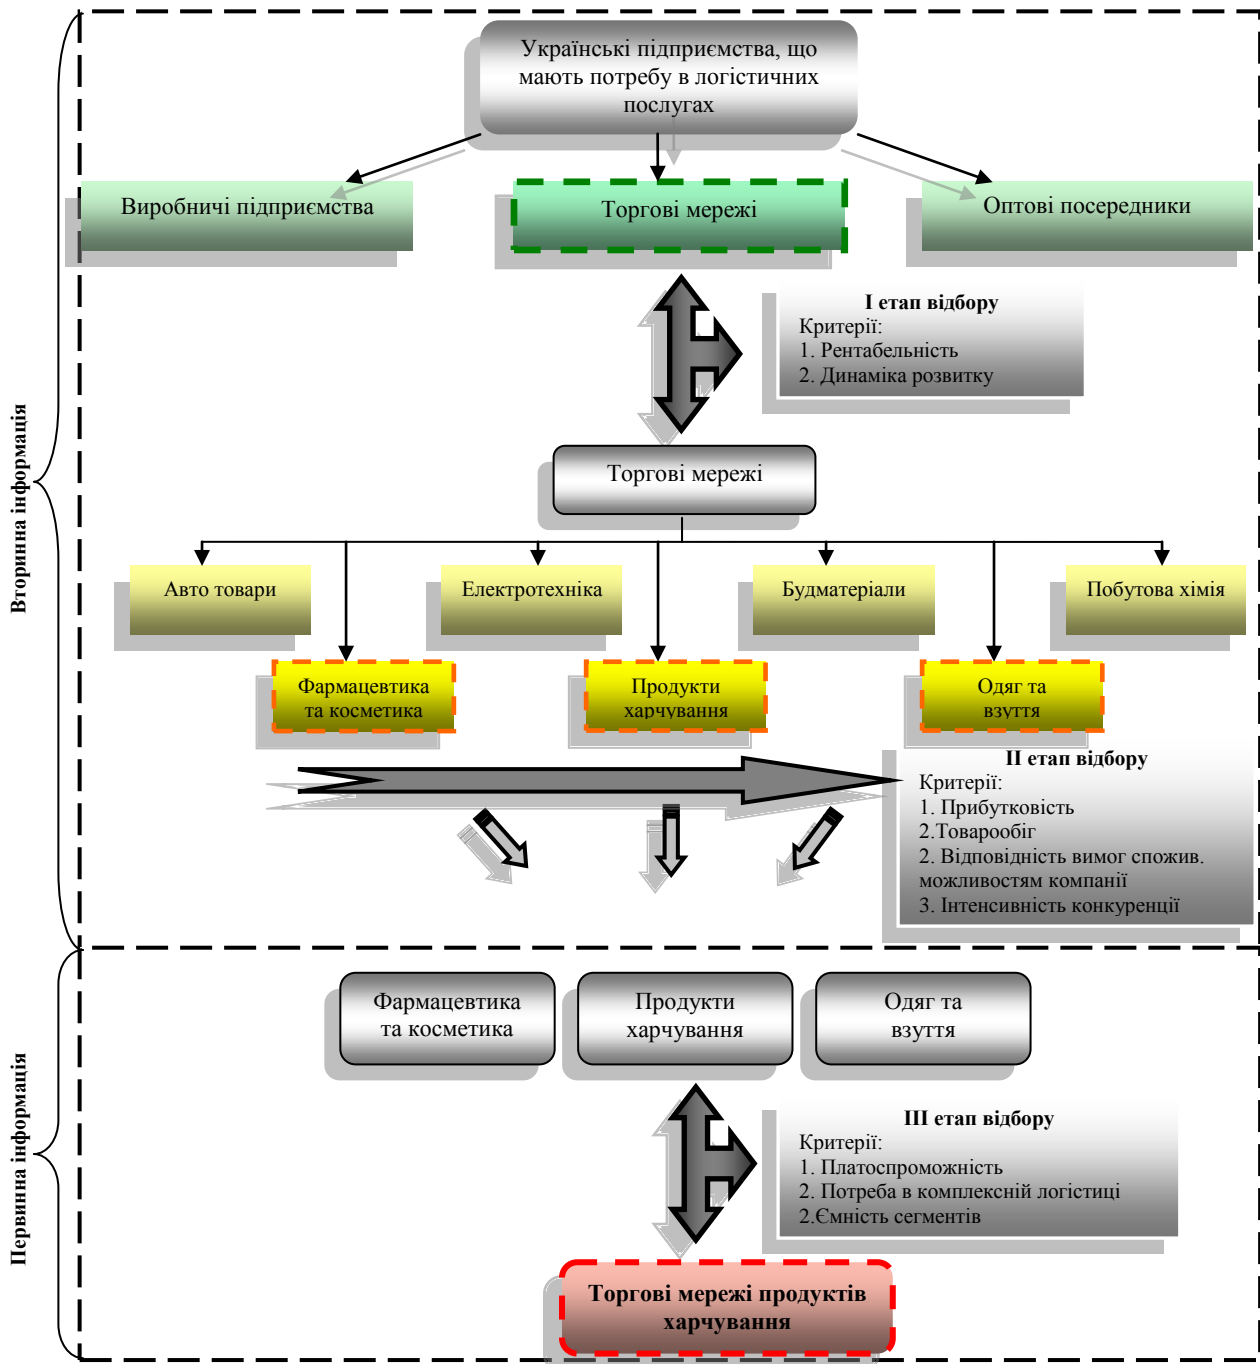 Українські підприємства, що
мають потребу в логістичних
послугах
Виробничі підприємства
Торгові мережі
Оптові посередники
І етап відбору
Критерії:
1. Рентабельність
2. Динаміка розвитку
Вторинна інформація
Торгові мережі
Авто товари
Електротехніка
Будматеріали
Побутова хімія
Фармацевтика
та косметика
Продукти
харчування
Одяг та
взуття
ІІ етап відбору
Критерії:
1. Прибутковість
2.Товарообіг
2. Відповідність вимог спожив.
можливостям компанії
3. Інтенсивність конкуренції
Первинна інформація
Фармацевтика
та косметика
Продукти
харчування
Одяг та
взуття
ІІІ етап відбору
Критерії:
1. Платоспроможність
2. Потреба в комплексній логістиці
2.Ємність сегментів
Торгові мережі продуктів
харчування